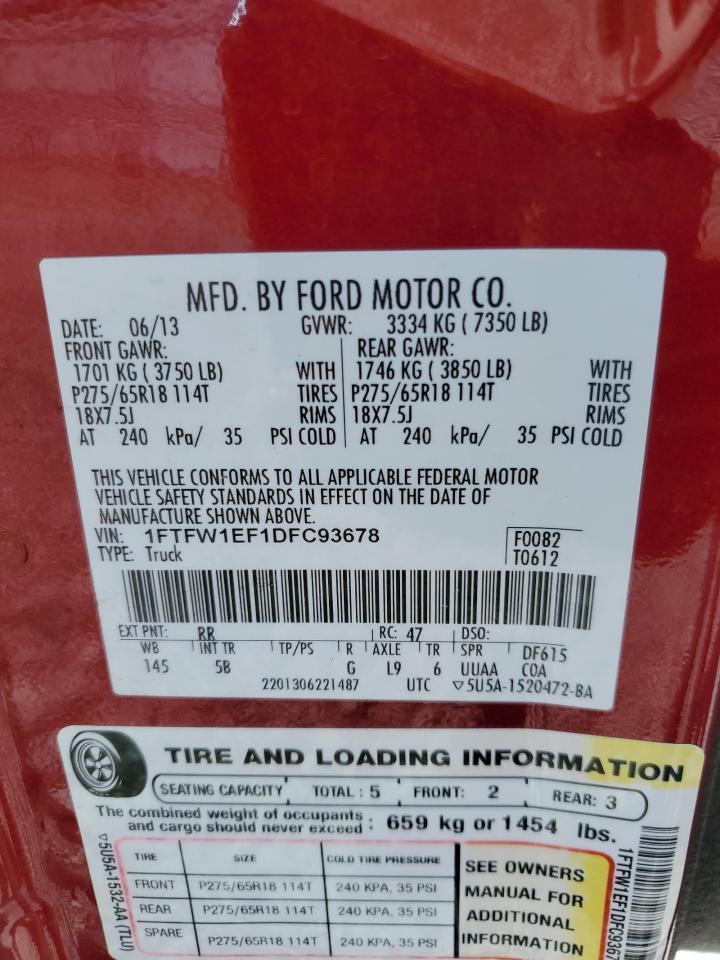 MFD. BY FORD MOTOR CO.
DATE: 06/13 GVWR: 3334 KG ( 7350 LB)
FRONT GAWR: REAR GAWR:
1701 KG ( 3750 LB) WITH 1746 KG ( 3850 LB) WITH
P275/65R18 114T TIRES P275/65R18 114T TIRES
18X7.5J RIMS 18X7.5J RIMS
AT 240 kPa/ 35 PSI COLD AT 240 kPa/ 35 PSI COLD
THIS VEHICLE CONFORMS TO ALL APPLICABLE FEDERAL MOTOR
VEHICLE SAFETY STANDARDS IN EFFECT ON THE DATE OF
MANUFACTURE SHOWN ABOVE.
VIN: 1FTFW1EF1DFC93678 F0082
TYPE: Truck T0612
EXT PNT: RR RC: 47 DSO:
WB INT TR TP/PS R AXLE TR SPR DF615
145 5B G L9 6 UUAA COA
2201306221487 UTC ▽5U5A-1520472-BA
TIRE AND LOADING INFORMATION
SEATING CAPACITY TOTAL : 5 FRONT: 2 REAR: 3
The combined weight of occupants
and cargo should never exceed : 659 kg or 1454 lbs.
TIRE SIZE COLD TIRE PRESSURE
FRONT P275/65R18 114T 240 KPA, 35 PSI
REAR P275/65R18 114T 240 KPA, 35 PSI
SPARE P275/65R18 114T 240 KPA, 35 PSI
SEE OWNERS
MANUAL FOR
ADDITIONAL
INFORMATION
▽5U5A-1532-AA (TLU)
1FTFW1EF1DFC9367